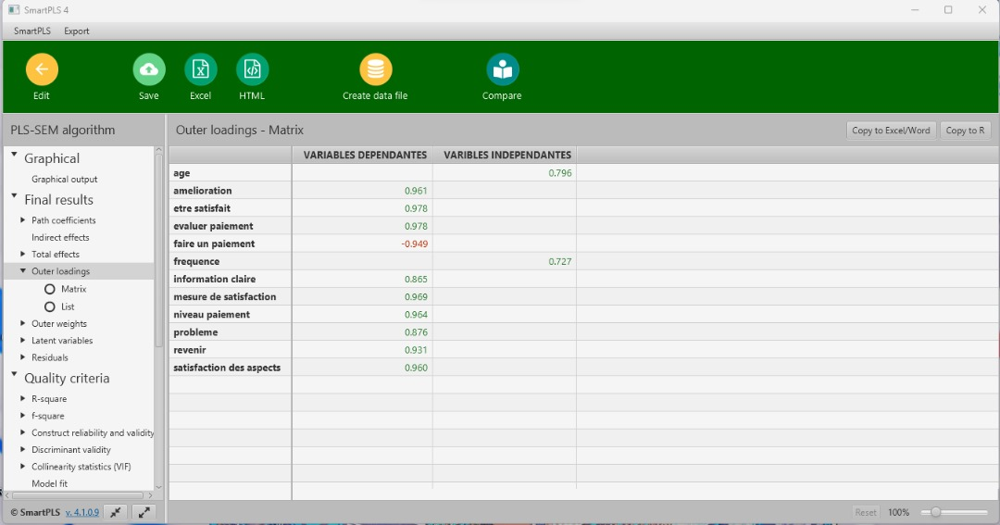 SmartPLS 4
SmartPLS Export
Edit Save Excel HTML Create data file Compare
PLS-SEM algorithm
Graphical
Graphical output
Final results
Path coefficients
Indirect effects
Total effects
Outer loadings
Matrix
List
Outer weights
Latent variables
Residuals
Quality criteria
R-square
f-square
Construct reliability and validity
Discriminant validity
Collinearity statistics (VIF)
Model fit
© SmartPLS v. 4.1.0.9
Outer loadings - Matrix Copy to Excel/Word Copy to R
VARIABLES DEPENDANTES VARIBLES INDEPENDANTES
age 0.796
amelioration 0.961
etre satisfait 0.978
evaluer paiement 0.978
faire un paiement -0.949
frequence 0.727
information claire 0.865
mesure de satisfaction 0.969
niveau paiement 0.964
probleme 0.876
revenir 0.931
satisfaction des aspects 0.960
Reset 100%